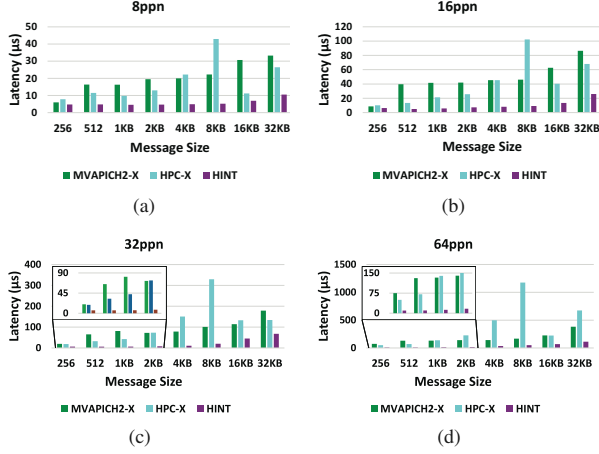 8ppn
Latency (µs)
50
40
30
20
10
0
256 512 1KB 2KB 4KB 8KB 16KB 32KB
Message Size
MVAPICH2-X HPC-X HINT
(a)
16ppn
Latency (µs)
120
100
80
60
40
20
0
256 512 1KB 2KB 4KB 8KB 16KB 32KB
Message Size
MVAPICH2-X HPC-X HINT
(b)
32ppn
Latency (µs)
400
300
200
100
0
90
45
0
256 512 1KB 2KB 4KB 8KB 16KB 32KB
Message Size
MVAPICH2-X HPC-X HINT
(c)
64ppn
Latency (µs)
1500
1000
500
0
150
75
0
256 512 1KB 2KB 4KB 8KB 16KB 32KB
Message Size
MVAPICH2-X HPC-X HINT
(d)